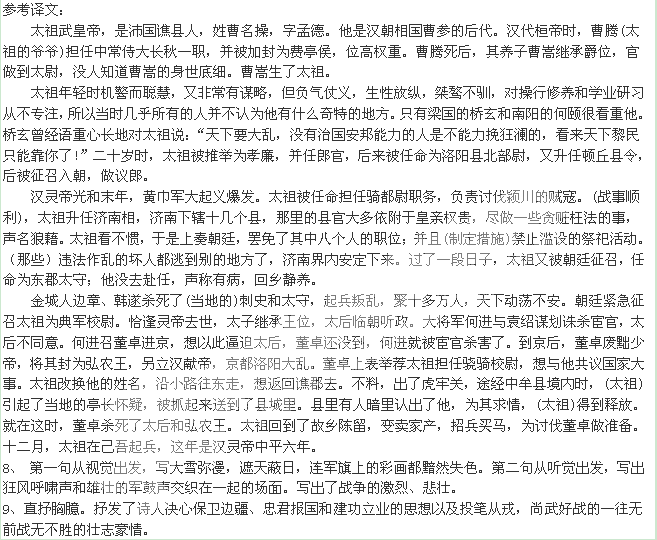 参考译文：
太祖武皇帝，是沛国谯县人，姓曹名操，字孟德。他是汉朝相国曹参的后代。汉代桓帝时，曹腾(太
祖的爷爷)担任中常侍大长秋一职，并被加封为费亭侯，位高权重。曹腾死后，其养子曹嵩继承爵位，官
做到太尉，没人知道曹嵩的身世底细。曹嵩生了太祖。
太祖年轻时机警而聪慧，又非常有谋略，但负气仗义，生性放纵，桀骜不驯，对操行修养和学业研习
从不专注，所以当时几乎所有的人并不认为他有什么奇特的地方。只有梁国的桥玄和南阳的何颐很看重他。
桥玄曾经语重心长地对太祖说：“天下要大乱，没有治国安邦能力的人是不能力挽狂澜的，看来天下黎民
只能靠你了！”二十岁时，太祖被推举为孝廉，并任郎官，后来被任命为洛阳县北部尉，又升任顿丘县令，
后被征召入朝，做议郎。
汉灵帝光和末年，黄巾军大起义爆发。太祖被任命担任骑都尉职务，负责讨伐颍川的贼寇。(战事顺
利)，太祖升任济南相，济南下辖十几个县，那里的县官大多依附于皇亲权贵，尽做一些贪赃枉法的事，
声名狼藉。太祖看不惯，于是上奏朝廷，罢免了其中八个人的职位；并且(制定措施)禁止滥设的祭祀活动。
（那些）违法作乱的坏人都逃到别的地方了，济南界内安定下来。过了一段日子，太祖又被朝廷征召，任
命为东郡太守；他没去赴任，声称有病，回乡静养。
金城人边章、韩遂杀死了(当地的)刺史和太守，起兵叛乱，聚十多万人，天下动荡不安。朝廷紧急征
召太祖为典军校尉。恰逢灵帝去世，太子继承王位，太后临朝听政。大将军何进与袁绍谋划诛杀宦官，太
后不同意。何进召董卓进京，想以此逼迫太后，董卓还没到，何进就被宦官杀害了。到京后，董卓废黜少
帝，将其封为弘农王，另立汉献帝，京都洛阳大乱。董卓上表举荐太祖担任骁骑校尉，想与他共议国家大
事。太祖改换他的姓名，沿小路往东走，想返回谯郡去。不料，出了虎牢关，途经中牟县境内时，(太祖)
引起了当地的亭长怀疑，被抓起来送到了县城里。县里有人暗里认出了他，为其求情，(太祖)得到释放。
就在这时，董卓杀死了太后和弘农王。太祖回到了故乡陈留，变卖家产，招兵买马，为讨伐董卓做准备。
十二月，太祖在己吾起兵，这年是汉灵帝中平六年。
8、 第一句从视觉出发，写大雪弥漫，遮天蔽日，连军旗上的彩画都黯然失色。第二句从听觉出发，写出
狂风呼啸声和雄壮的军鼓声交织在一起的场面。写出了战争的激烈、悲壮。
9、直抒胸臆。抒发了诗人决心保卫边疆、忠君报国和建功立业的思想以及投笔从戎，尚武好战的一往无
前战无不胜的壮志豪情。